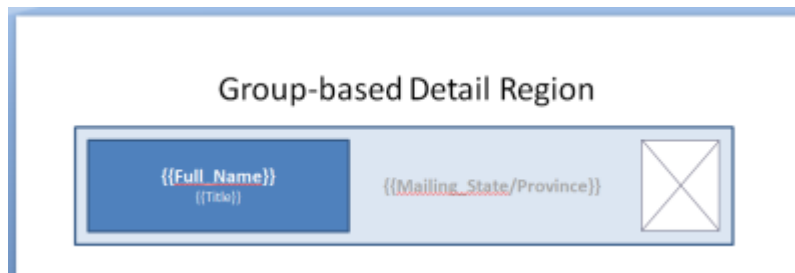 Group-based Detail Region
{{Full_Name}}
{{Title}}
{{Mailing_State/Province}}